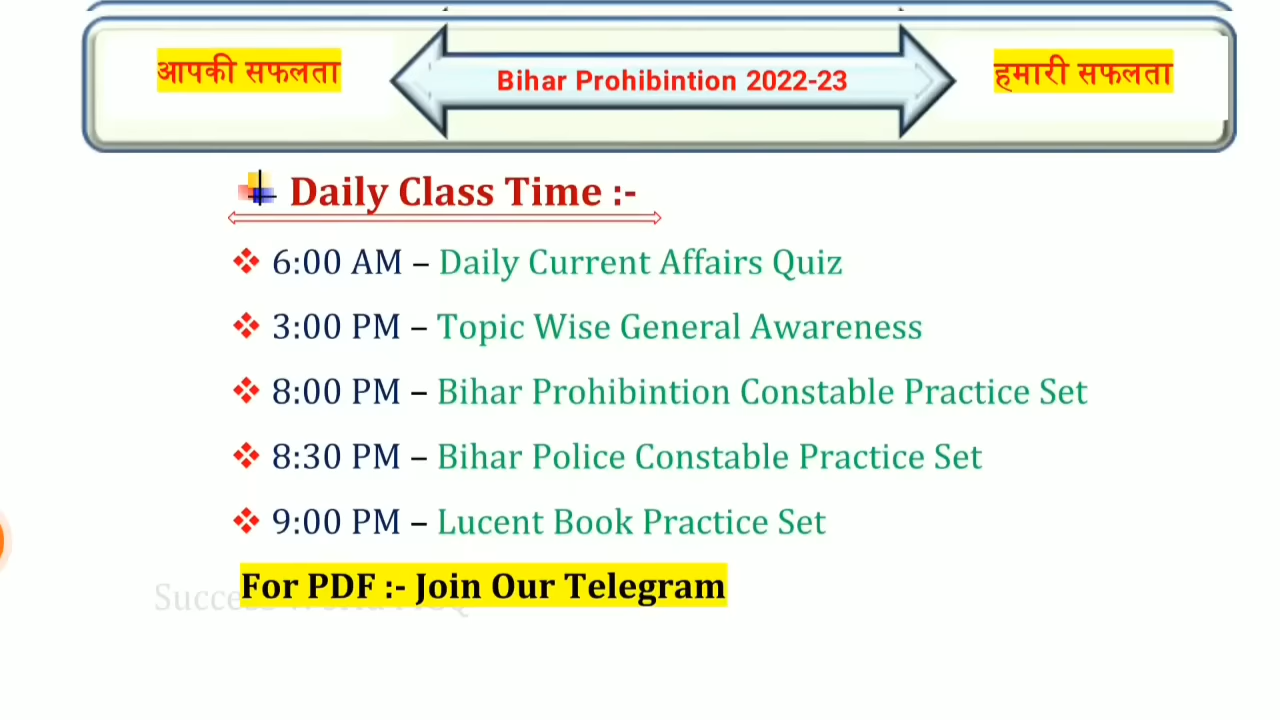 आपकी सफलता
Bihar Prohibintion 2022-23
हमारी सफलता
Daily Class Time :-
6:00 AM – Daily Current Affairs Quiz
3:00 PM – Topic Wise General Awareness
8:00 PM – Bihar Prohibintion Constable Practice Set
8:30 PM – Bihar Police Constable Practice Set
9:00 PM – Lucent Book Practice Set
For PDF :- Join Our Telegram